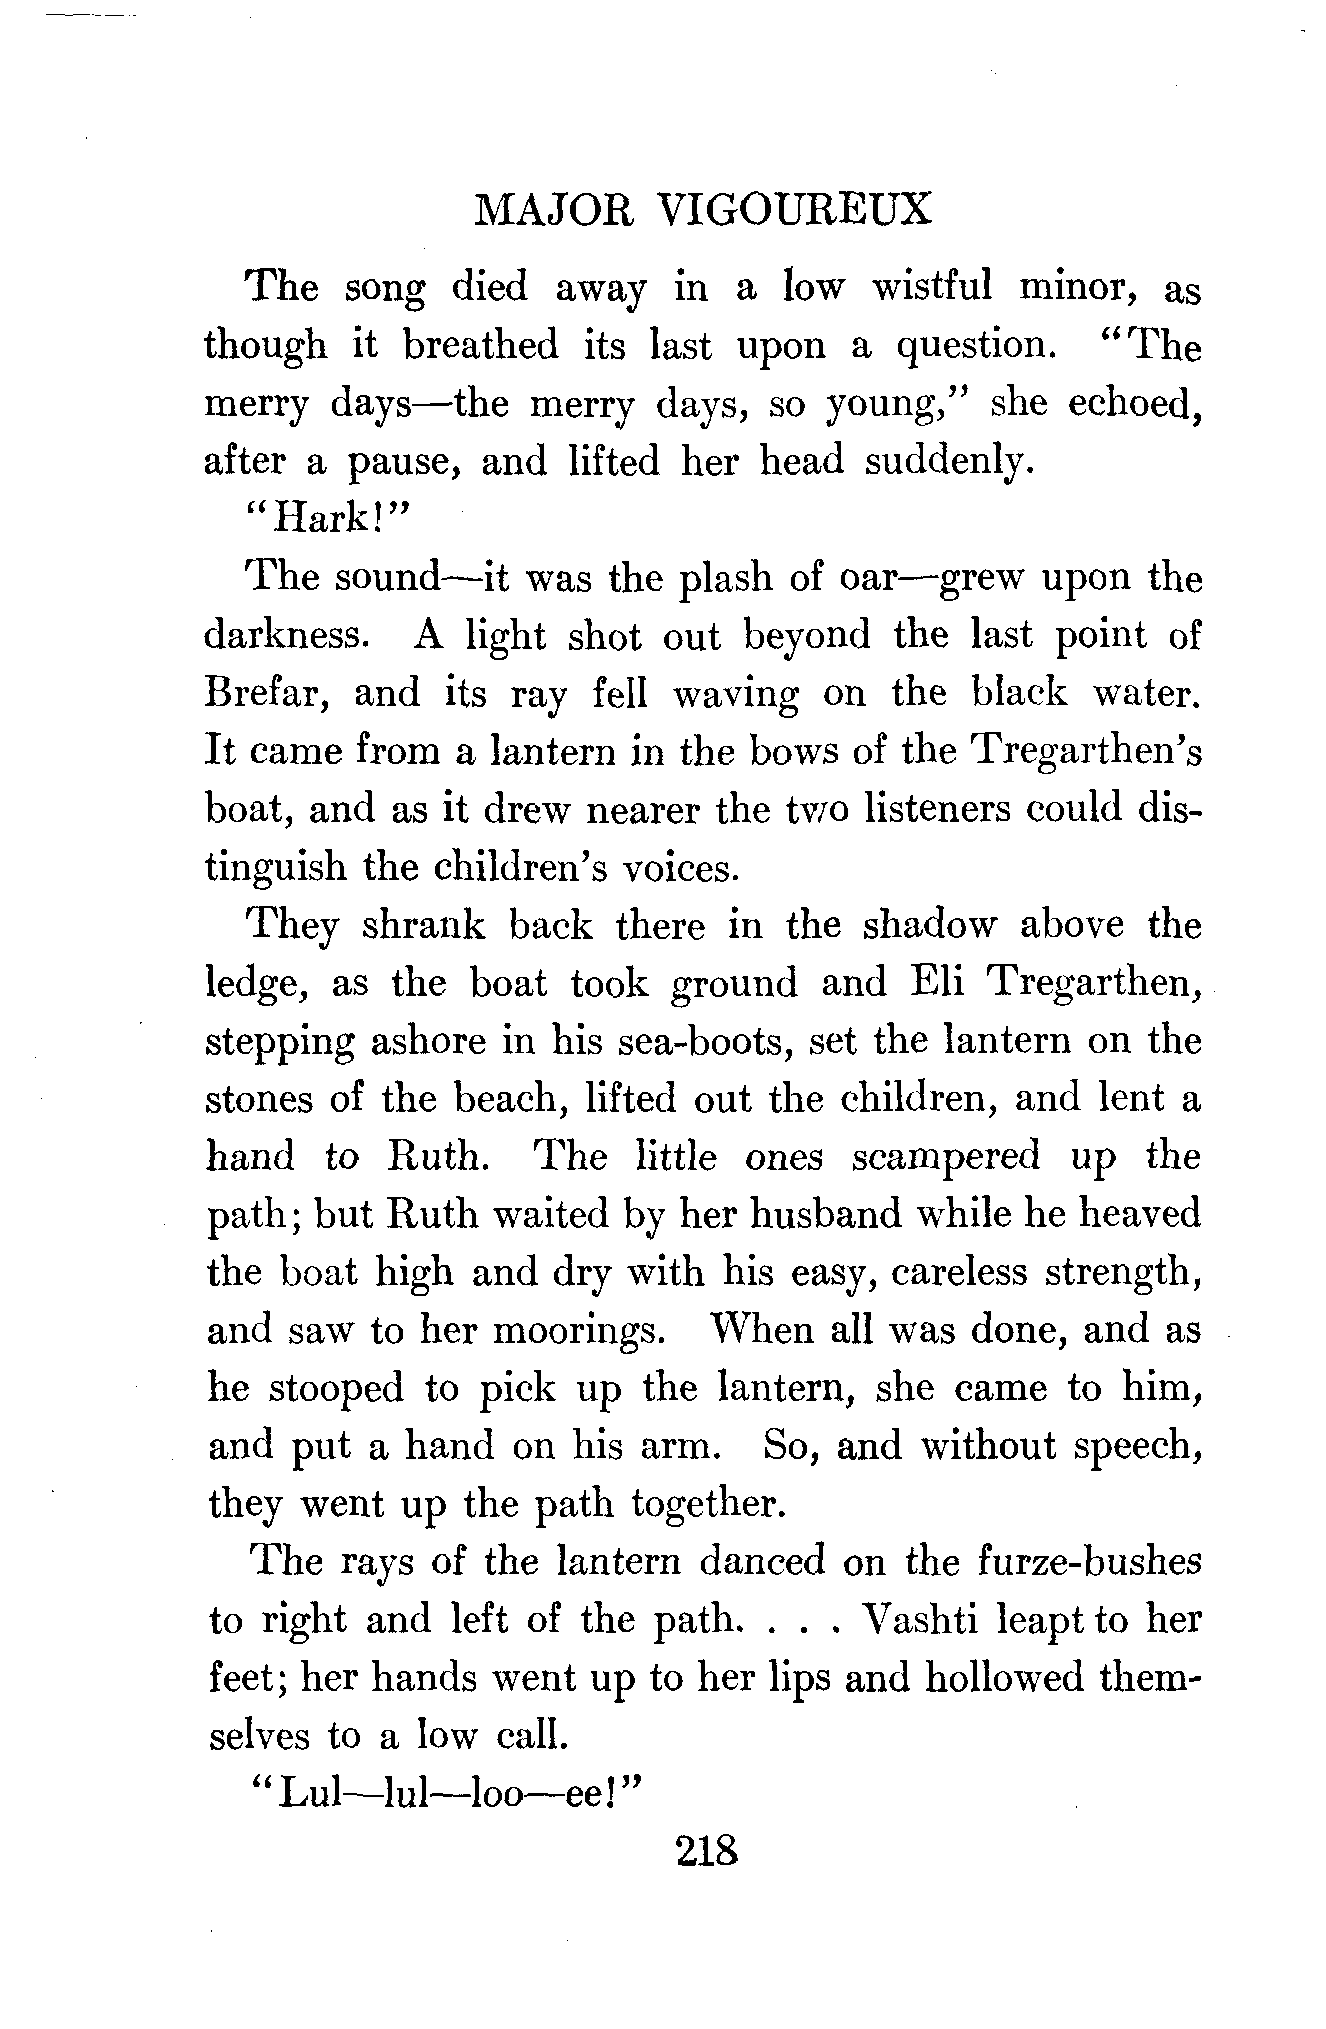 MAJOR VIGOUREUX
The song died away in a low wistful minor, as
though it breathed its last upon a question. “The
merry days—the merry days, so young,” she echoed,
after a pause, and lifted her head suddenly.
“Hark!”
The sound—it was the plash of oar—grew upon the
darkness. A light shot out beyond the last point of
Brefar, and its ray fell waving on the black water.
It came from a lantern in the bows of the Tregarthen’s
boat, and as it drew nearer the two listeners could dis-
tinguish the children’s voices.
They shrank back there in the shadow above the
ledge, as the boat took ground and Eli Tregarthen,
stepping ashore in his sea-boots, set the lantern on the
stones of the beach, lifted out the children, and lent a
hand to Ruth. The little ones scampered up the
path; but Ruth waited by her husband while he heaved
the boat high and dry with his easy, careless strength,
and saw to her moorings. When all was done, and as
he stooped to pick up the lantern, she came to him,
and put a hand on his arm. So, and without speech,
they went up the path together.
The rays of the lantern danced on the furze-bushes
to right and left of the path. . . . Vashti leapt to her
feet; her hands went up to her lips and hollowed them-
selves to a low call.
“Lul—lul—loo—ee!”
218